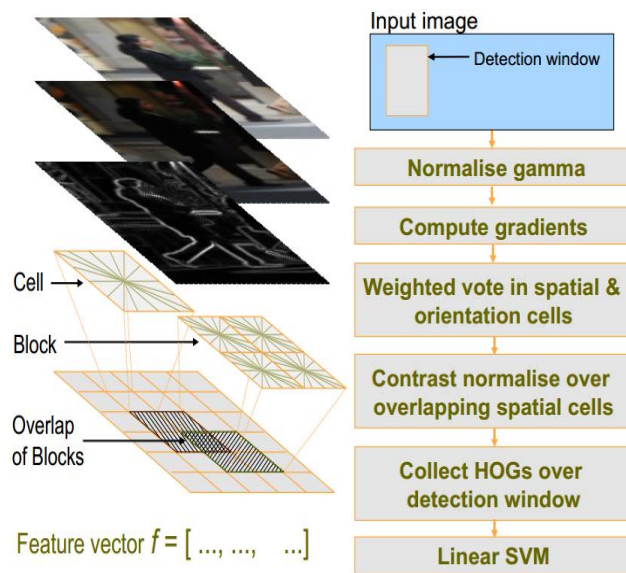 Input image
Detection window
Normalise gamma
Compute gradients
Weighted vote in spatial &
orientation cells
Contrast normalise over
overlapping spatial cells
Collect HOGs over
detection window
Linear SVM
Cell
Block
Overlap
of Blocks
Feature vector f = [ ..., ..., ...]